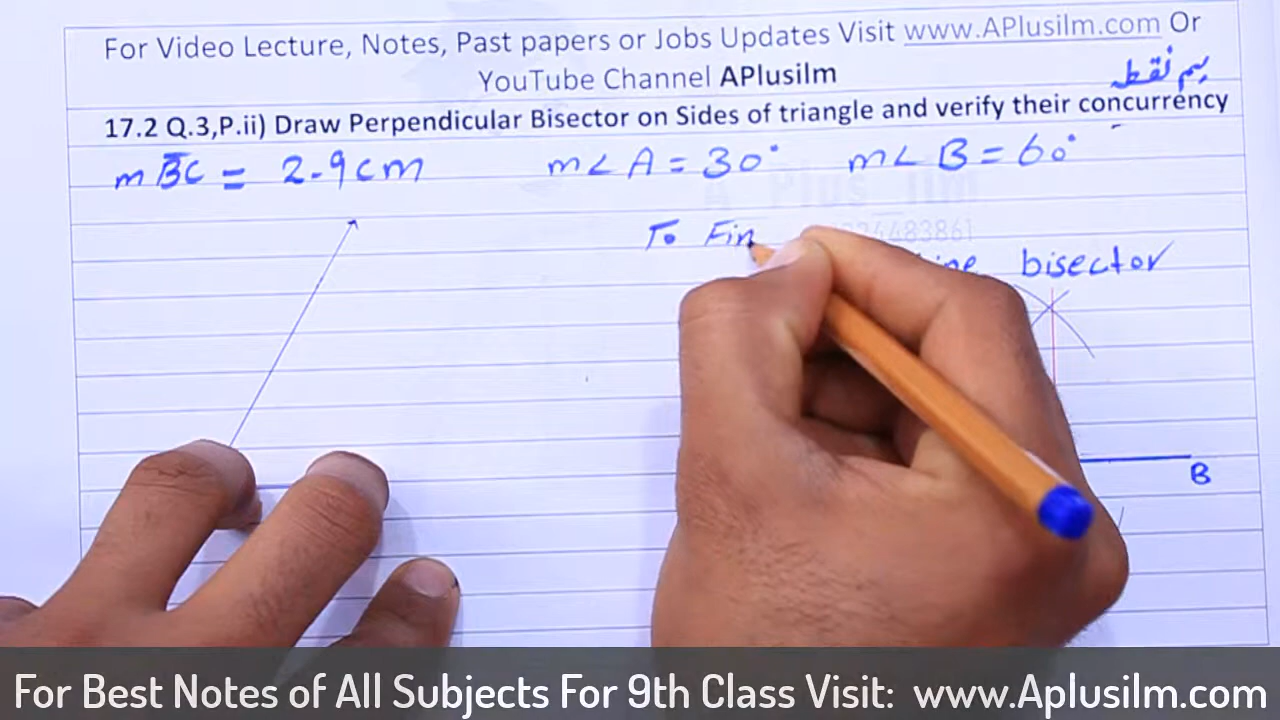 For Video Lecture, Notes, Past papers or Jobs Updates Visit www.APlusilm.com Or
YouTube Channel APlusilm
ہم نقطہ
17.2 Q.3,P.ii) Draw Perpendicular Bisector on Sides of triangle and verify their concurrency
m BC = 2.9cm m∠A = 30° m∠B = 60°
To Fin
bisector
B
For Best Notes of All Subjects For 9th Class Visit: www.Aplusilm.com